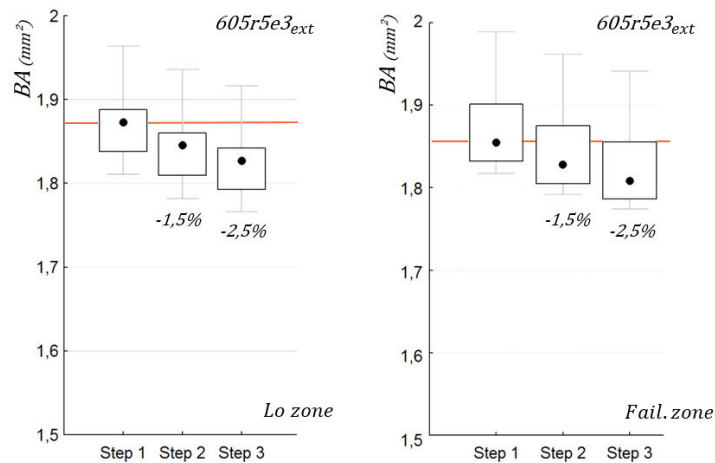 605r5e3ext
BA (mm²)
2
1,9
1,8
1,7
1,6
1,5
-1,5%
-2,5%
Lo zone
Step 1 Step 2 Step 3
605r5e3ext
BA (mm²)
2
1,9
1,8
1,7
1,6
1,5
-1,5%
-2,5%
Fail.zone
Step 1 Step 2 Step 3